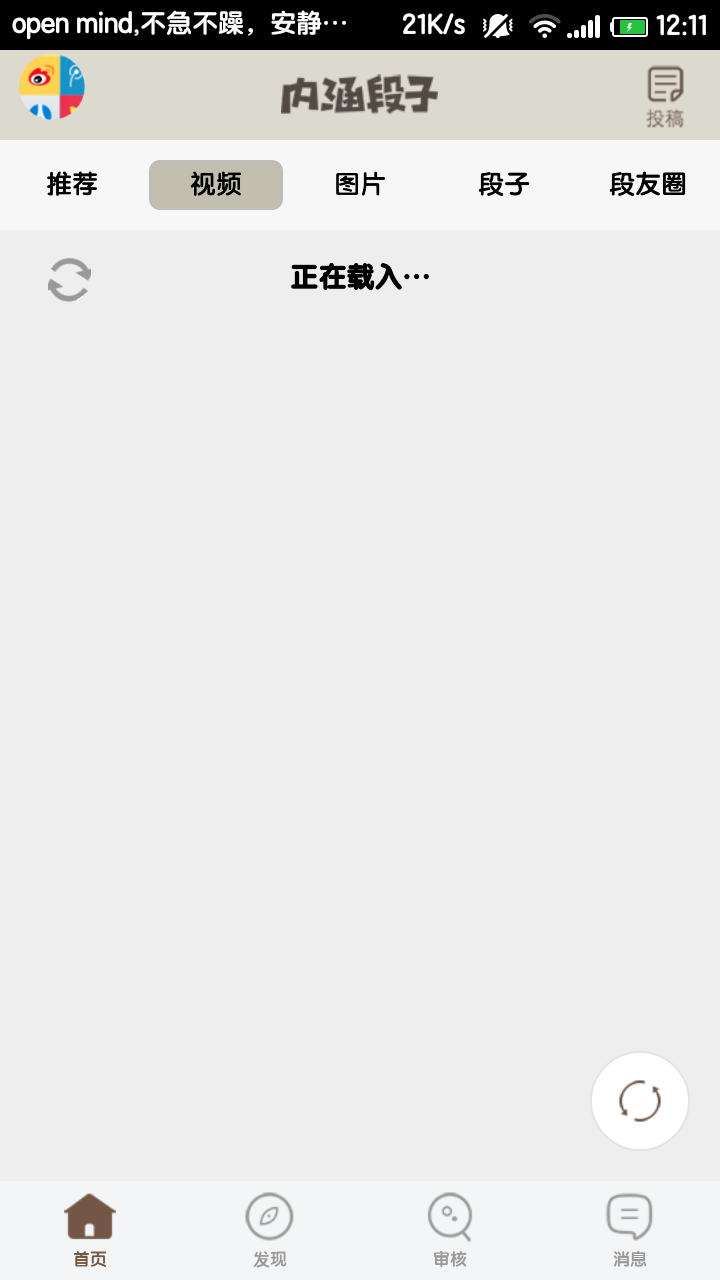 open mind,不急不躁，安静… 21K/s 12:11
内涵段子
投稿
推荐 视频 图片 段子 段友圈
正在载入…
首页 发现 审核 消息